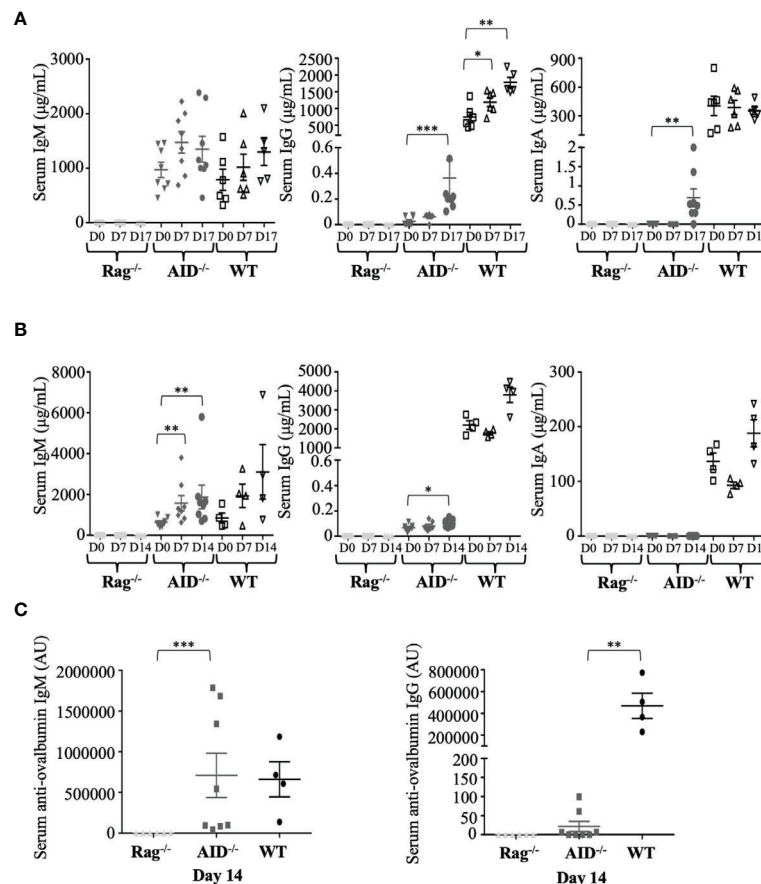 A
Serum IgM (µg/mL)
3000
2000
1000
0
D0 D7 D17 D0 D7 D17 D0 D7 D17
Rag-/- AID-/- WT
Serum IgG (µg/mL)
**
*
***
2500
2000
1500
1000
500
0.6
0.4
0.2
0
D0 D7 D17 D0 D7 D17 D0 D7 D17
Rag-/- AID-/- WT
Serum IgA (µg/mL)
**
900
600
300
0
2
1.5
1
0.5
0
D0 D7 D17 D0 D7 D17 D0 D7 D1
Rag-/- AID-/- WT
B
Serum IgM (µg/mL)
**
**
8000
6000
4000
2000
0
D0 D7 D14 D0 D7 D14 D0 D7 D14
Rag-/- AID-/- WT
Serum IgG (µg/mL)
*
5000
4000
3000
2000
1000
0
0.6
0.4
0.2
0
D0 D7 D14 D0 D7 D14 D0 D7 D14
Rag-/- AID-/- WT
Serum IgA (µg/mL)
300
200
100
0
D0 D7 D14 D0 D7 D14 D0 D7 D1
Rag-/- AID-/- WT
C
Serum anti-ovalbumin IgM (AU)
***
2000000
1500000
1000000
500000
0
Rag-/- AID-/- WT
Day 14
Serum anti-ovalbumin IgG (AU)
**
800000
600000
400000
200000
200
150
100
50
0
Rag-/- AID-/- WT
Day 14